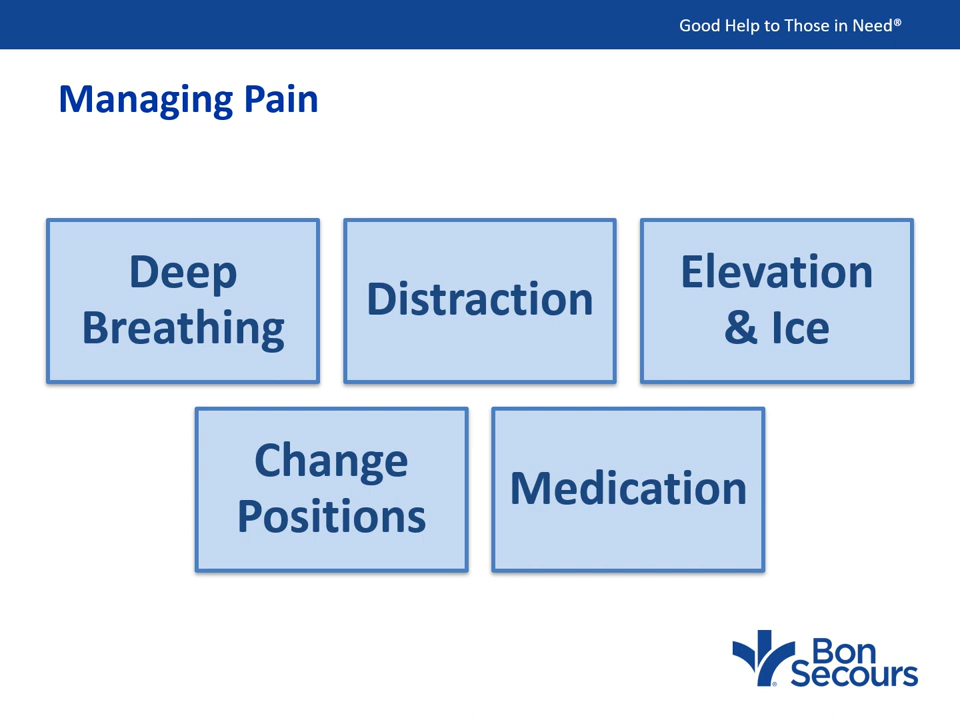 Good Help to Those in Need®
Managing Pain
Deep
Breathing
Distraction
Elevation
& Ice
Change
Positions
Medication
Bon
Secours